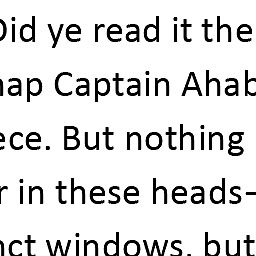 Did ye read it the
hap Captain Ahab
ece. But nothing
r in these heads-
nct windows, but